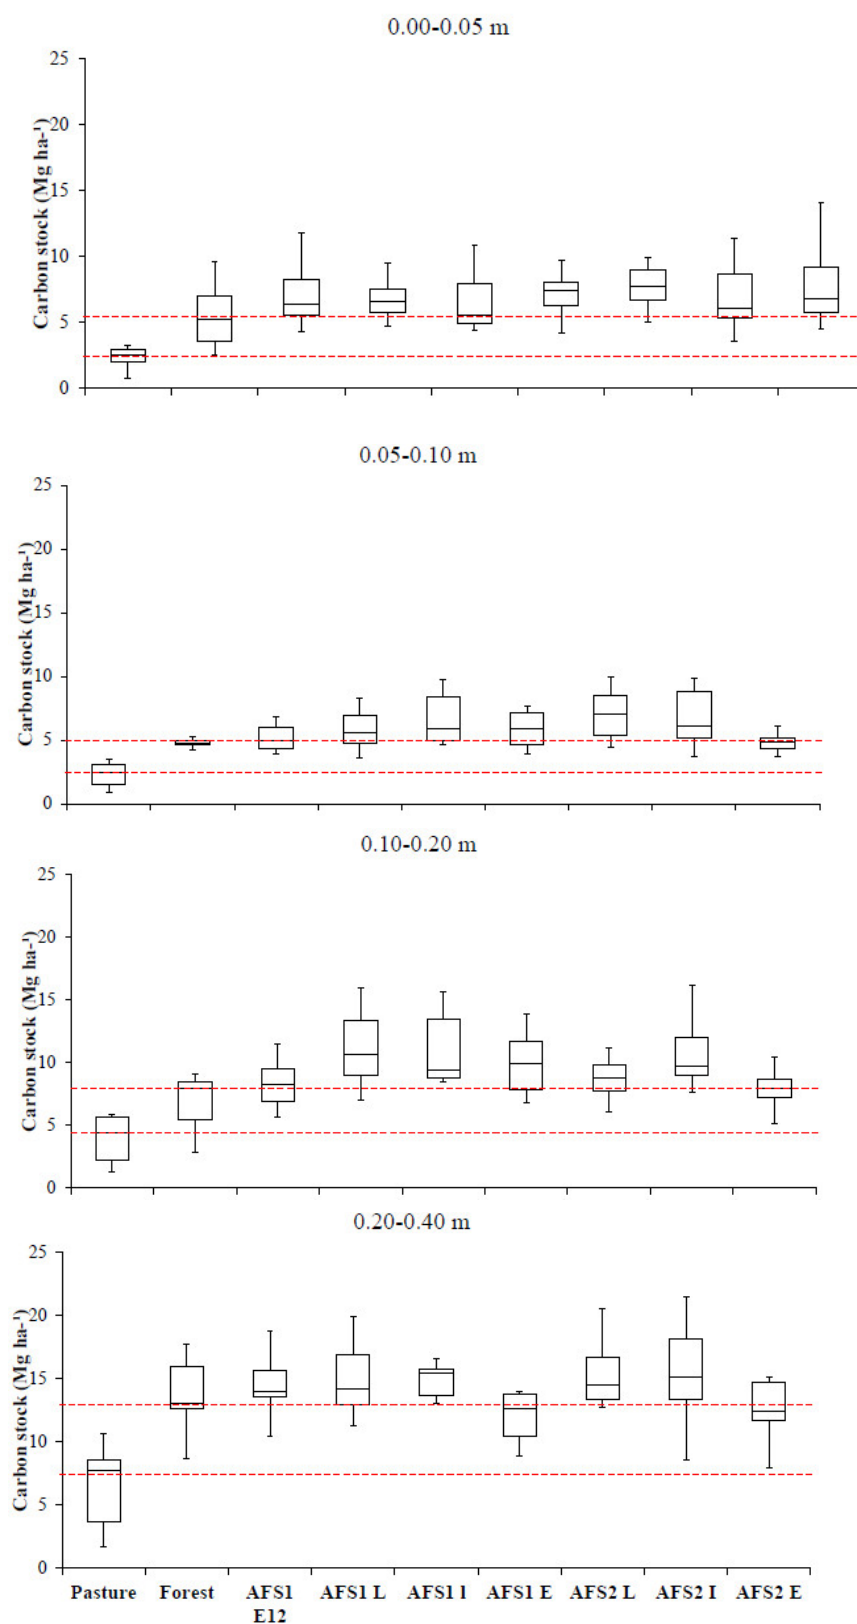 0.00-0.05 m
25
20
15
10
5
0
Carbon stock (Mg ha-¹)
0.05-0.10 m
25
20
15
10
5
0
Carbon stock (Mg ha-¹)
0.10-0.20 m
25
20
15
10
5
0
Carbon stock (Mg ha-¹)
0.20-0.40 m
25
20
15
10
5
0
Carbon stock (Mg ha-¹)
Pasture Forest AFS1 AFS1 L AFS1 l AFS1 E AFS2 L AFS2 I AFS2 E
E12